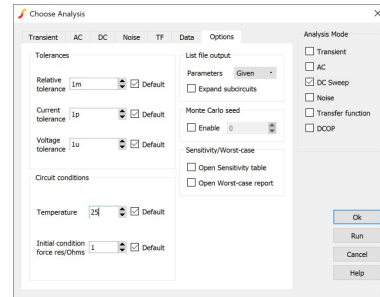 Choose Analysis
Transient AC DC Noise TF Data Options
Tolerances
Relative tolerance 1m Default
Current tolerance 1p Default
Voltage tolerance 1u Default
Circuit conditions
Temperature 25 Default
Initial condition force res/Ohms 1 Default
List file output
Parameters Given
Expand subcircuits
Monte Carlo seed
Enable 0
Sensitivity/Worst-case
Open Sensitivity table
Open Worst-case report
Analysis Mode
Transient
AC
DC Sweep
Noise
Transfer function
DCOP
Ok
Run
Cancel
Help